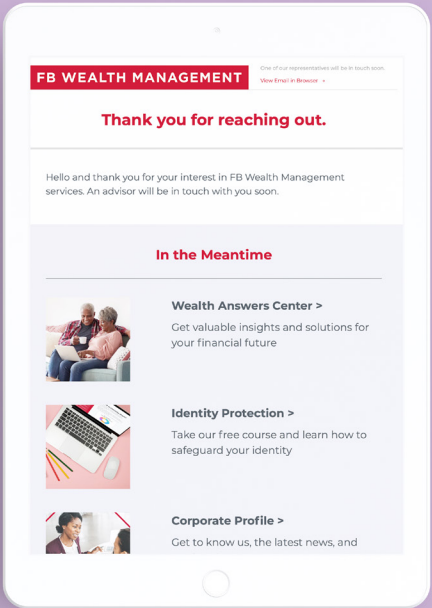 FB WEALTH MANAGEMENT
One of our representatives will be in touch soon.
View Email in Browser >
Thank you for reaching out.
Hello and thank you for your interest in FB Wealth Management
services. An advisor will be in touch with you soon.
In the Meantime
Wealth Answers Center >
Get valuable insights and solutions for
your financial future
Identity Protection >
Take our free course and learn how to
safeguard your identity
Corporate Profile >
Get to know us, the latest news, and